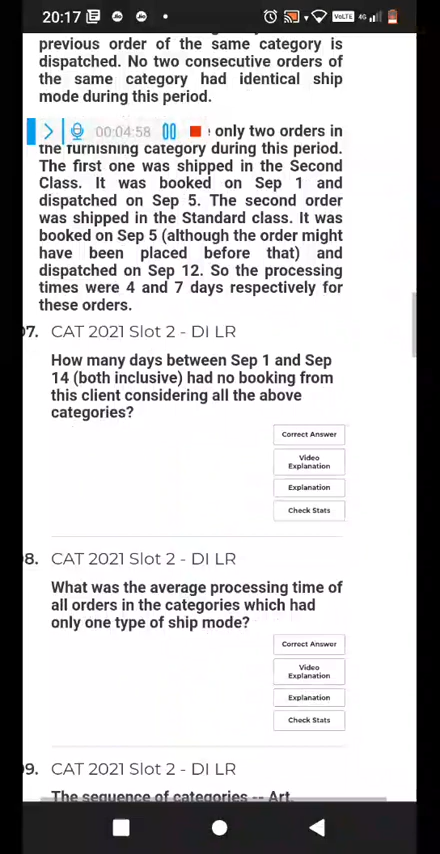 20:17 Jio Jio VoLTE 4G
previous order of the same category is
dispatched. No two consecutive orders of
the same category had identical ship
mode during this period.
00:04:58 only two orders in
the furnishing category during this period.
The first one was shipped in the Second
Class. It was booked on Sep 1 and
dispatched on Sep 5. The second order
was shipped in the Standard class. It was
booked on Sep 5 (although the order might
have been placed before that) and
dispatched on Sep 12. So the processing
times were 4 and 7 days respectively for
these orders.
07. CAT 2021 Slot 2 - DI LR
How many days between Sep 1 and Sep
14 (both inclusive) had no booking from
this client considering all the above
categories?
Correct Answer
Video
Explanation
Explanation
Check Stats
8. CAT 2021 Slot 2 - DI LR
What was the average processing time of
all orders in the categories which had
only one type of ship mode?
Correct Answer
Video
Explanation
Explanation
Check Stats
9. CAT 2021 Slot 2 - DI LR
The sequence of categories -- Art,